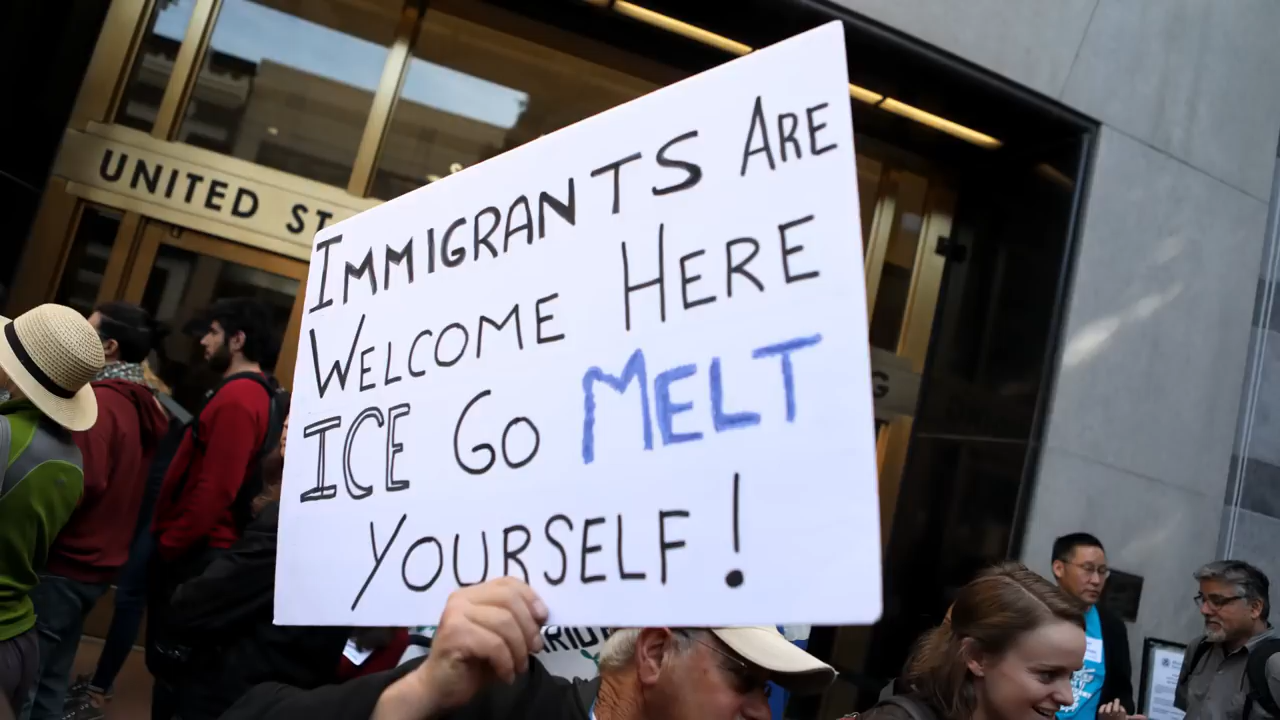 UNITED ST
IMMIGRANTS ARE
WELCOME HERE
ICE GO MELT
YOURSELF!
G